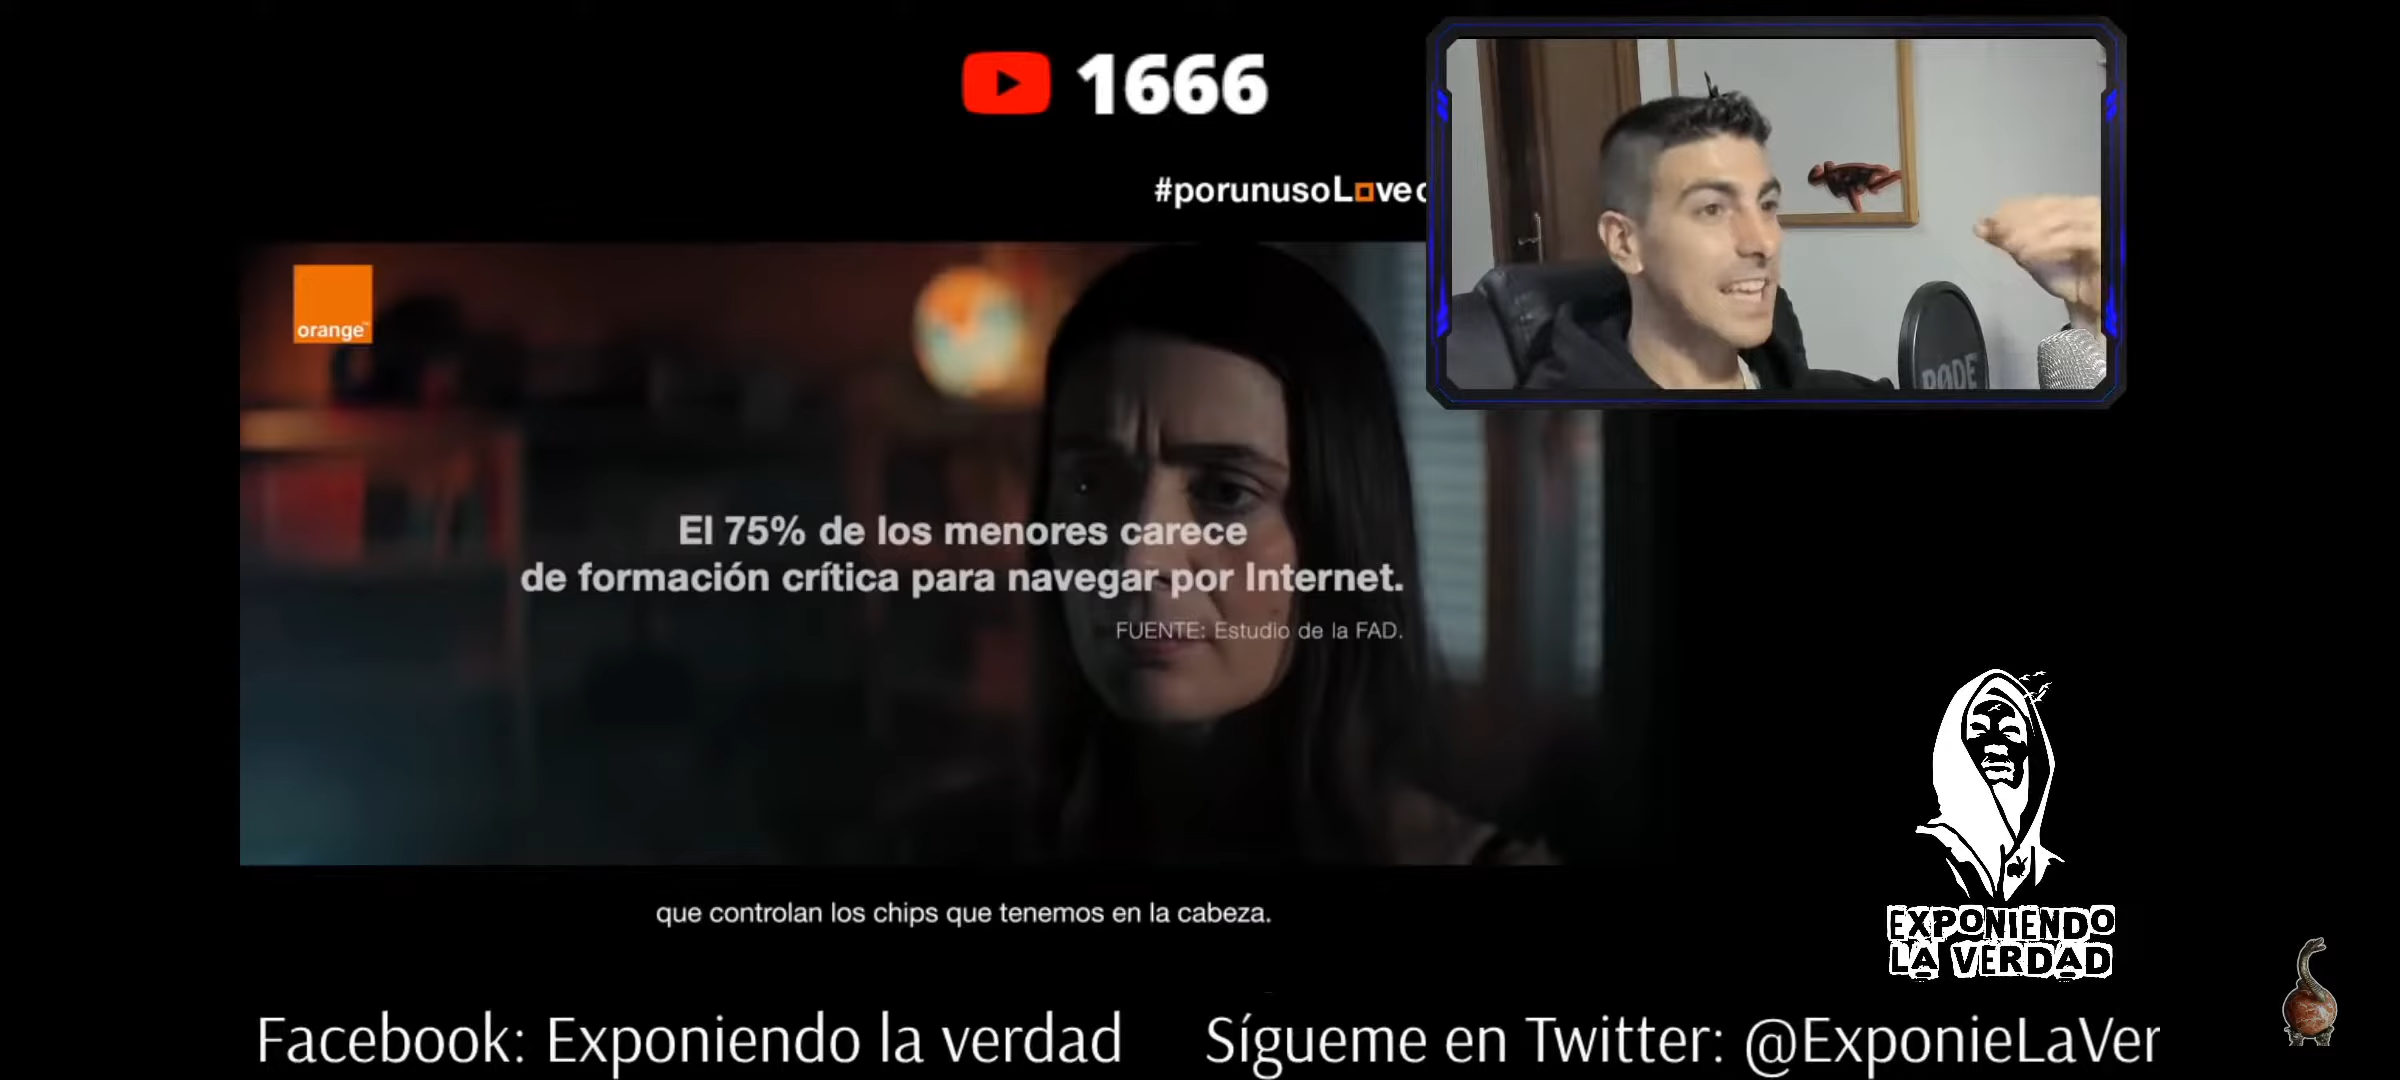 1666
#porunusoLove
orange
El 75% de los menores carece
de formación crítica para navegar por Internet.
FUENTE: Estudio de la FAD.
RØDE
que controlan los chips que tenemos en la cabeza.
EXPONIENDO
LA VERDAD
Facebook: Exponiendo la verdad Sígueme en Twitter: @ExponieLaVer